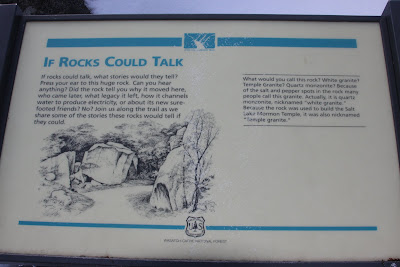 IF ROCKS COULD TALK
If rocks could talk, what stories would they tell?
Press your ear to this huge rock. Can you hear
anything? Did the rock tell you why it moved here,
who came later, what legacy it left, how it channels
water to produce electricity, or about its new sure-
footed friends? No? Join us along the trail as we
share some of the stories these rocks would tell if
they could.
What would you call this rock? White granite?
Temple Granite? Quartz monzonite? Because
of the salt and pepper spots in the rock many
people call this granite. Actually, it is quartz
monzonite, nicknamed "white granite."
Because the rock was used to build the Salt
Lake Mormon Temple, it was also nicknamed
"Temple granite."
WASATCH-CACHE NATIONAL FOREST